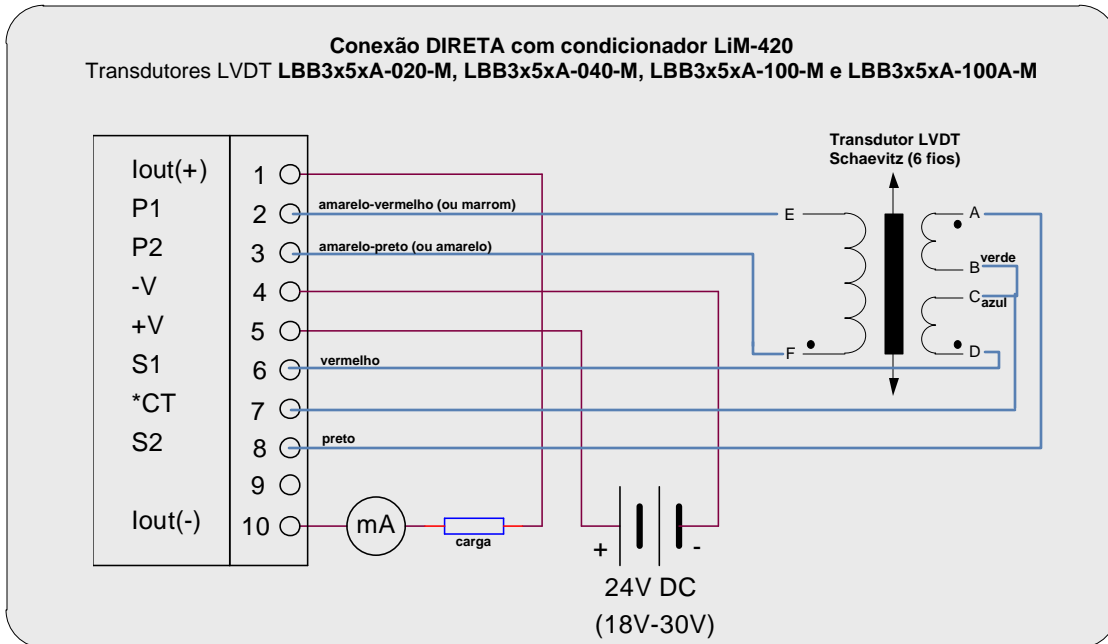 Conexão DIRETA com condicionador LiM-420
Transdutores LVDT LBB3x5xA-020-M, LBB3x5xA-040-M, LBB3x5xA-100-M e LBB3x5xA-100A-M
Transdutor LVDT
Schaevitz (6 fios)
Iout(+) 1
P1 2 amarelo-vermelho (ou marrom) E A
P2 3 amarelo-preto (ou amarelo) B verde
-V 4 C azul
+V 5 F D
S1 6 vermelho
*CT 7
S2 8 preto
9
Iout(-) 10 mA carga
+ -
24V DC
(18V-30V)